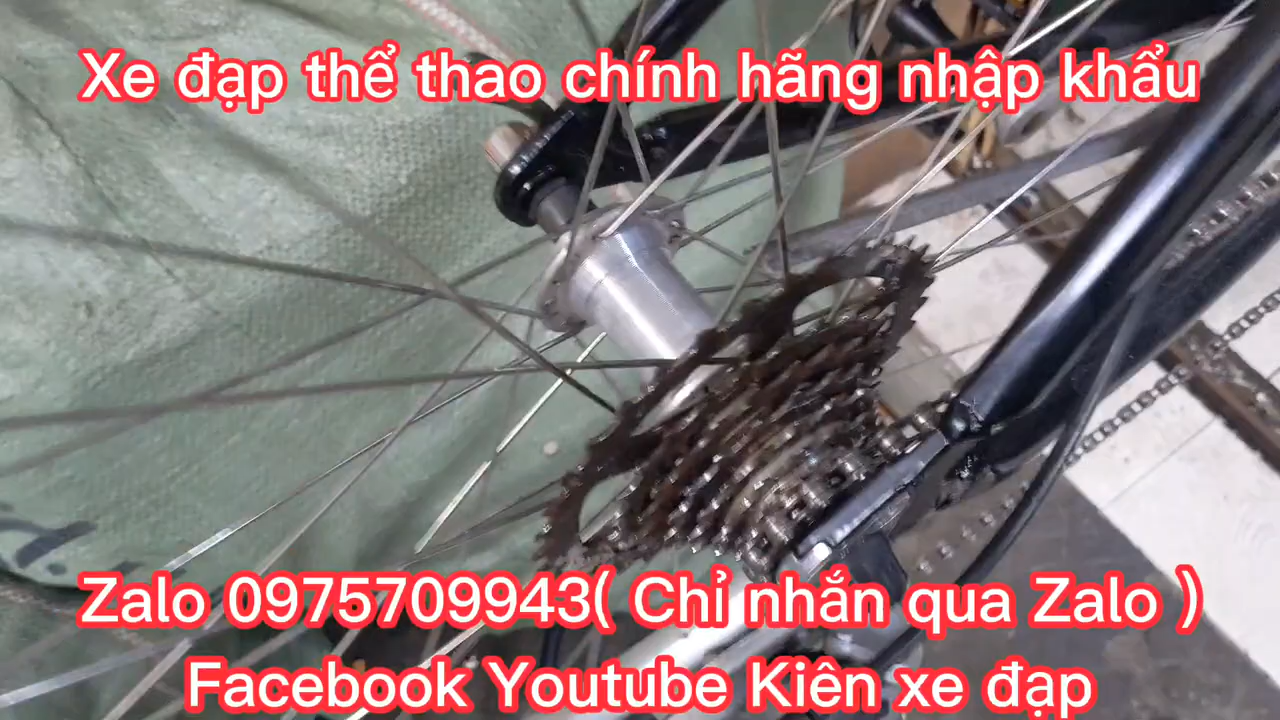 Xe đạp thể thao chính hãng nhập khẩu
Zalo 0975709943( Chỉ nhắn qua Zalo )
Facebook Youtube Kiên xe đạp